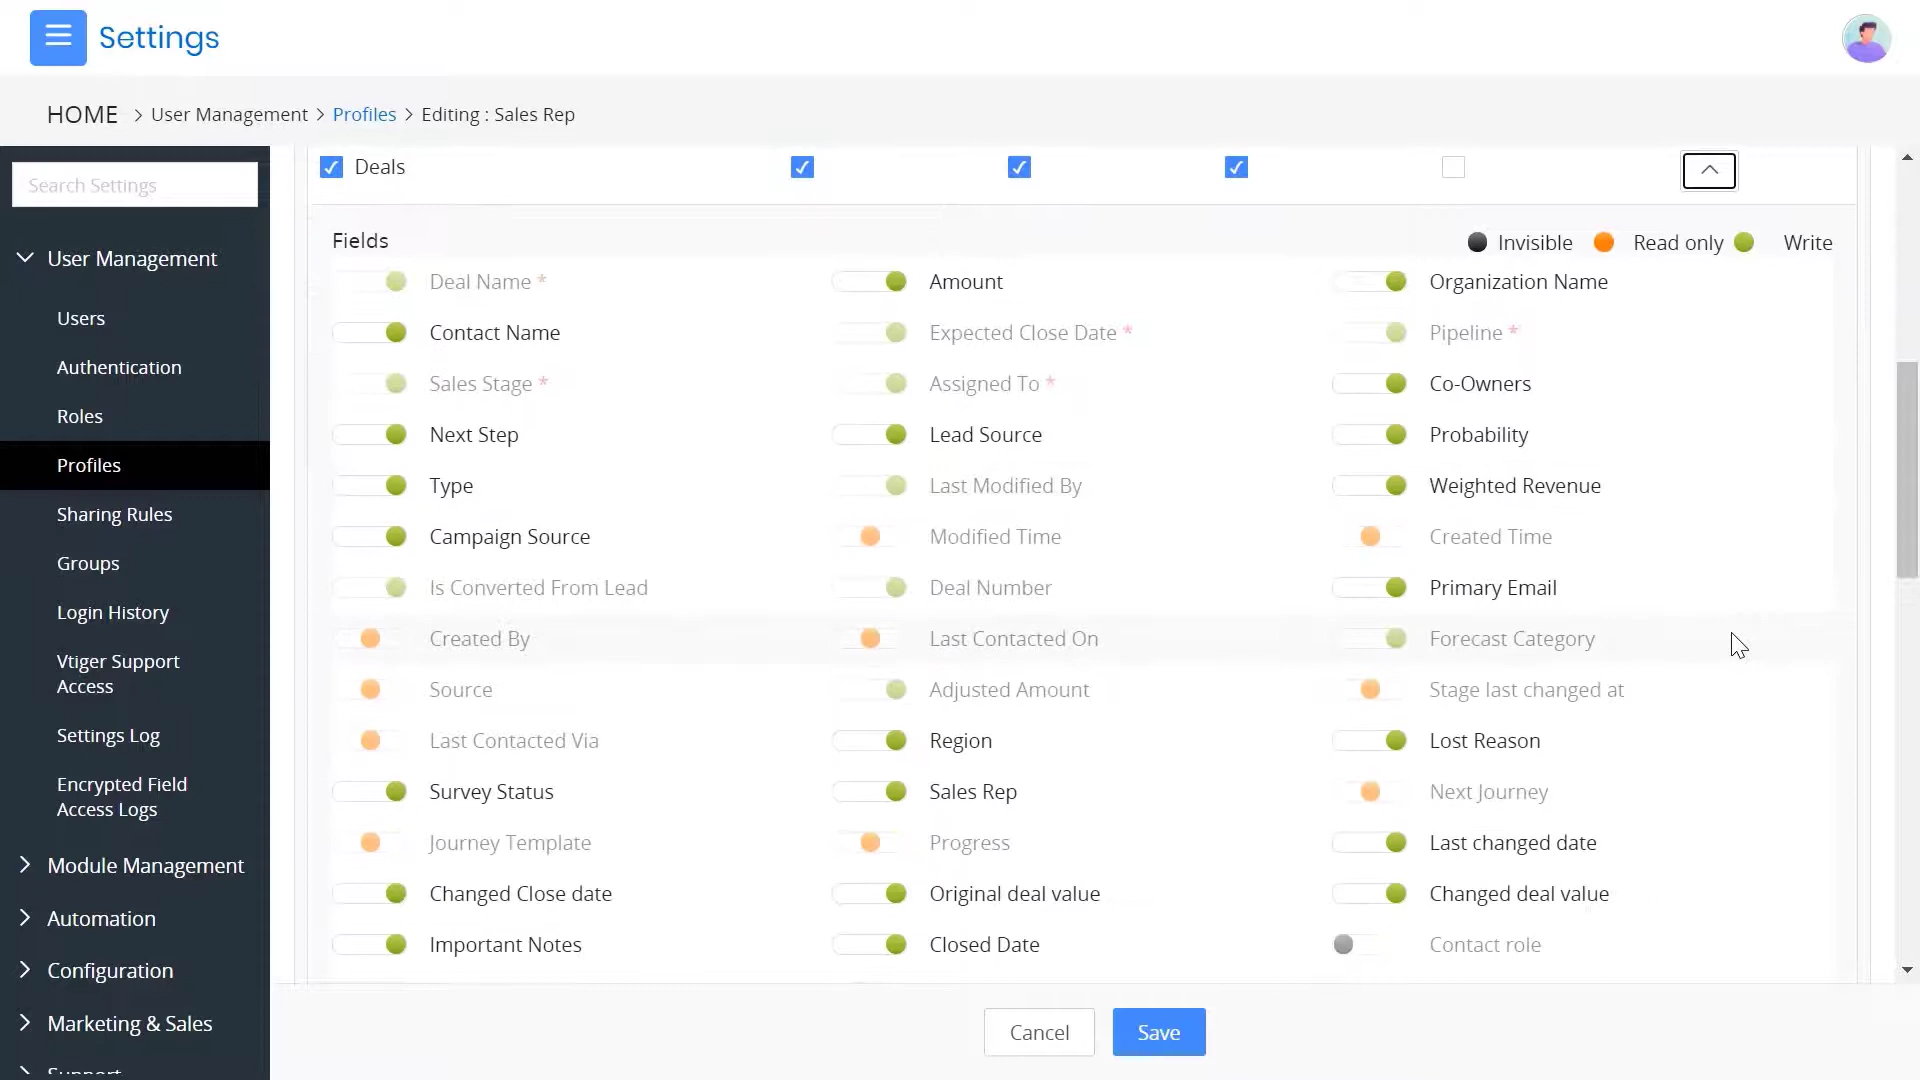 Settings
HOME > User Management > Profiles > Editing : Sales Rep
Search Settings
User Management
Users
Authentication
Roles
Profiles
Sharing Rules
Groups
Login History
Vtiger Support
Access
Settings Log
Encrypted Field
Access Logs
Module Management
Automation
Configuration
Marketing & Sales
Support
Deals
Fields
Invisible Read only Write
Deal Name * Amount Organization Name
Contact Name Expected Close Date * Pipeline *
Sales Stage * Assigned To * Co-Owners
Next Step Lead Source Probability
Type Last Modified By Weighted Revenue
Campaign Source Modified Time Created Time
Is Converted From Lead Deal Number Primary Email
Created By Last Contacted On Forecast Category
Source Adjusted Amount Stage last changed at
Last Contacted Via Region Lost Reason
Survey Status Sales Rep Next Journey
Journey Template Progress Last changed date
Changed Close date Original deal value Changed deal value
Important Notes Closed Date Contact role
Cancel Save